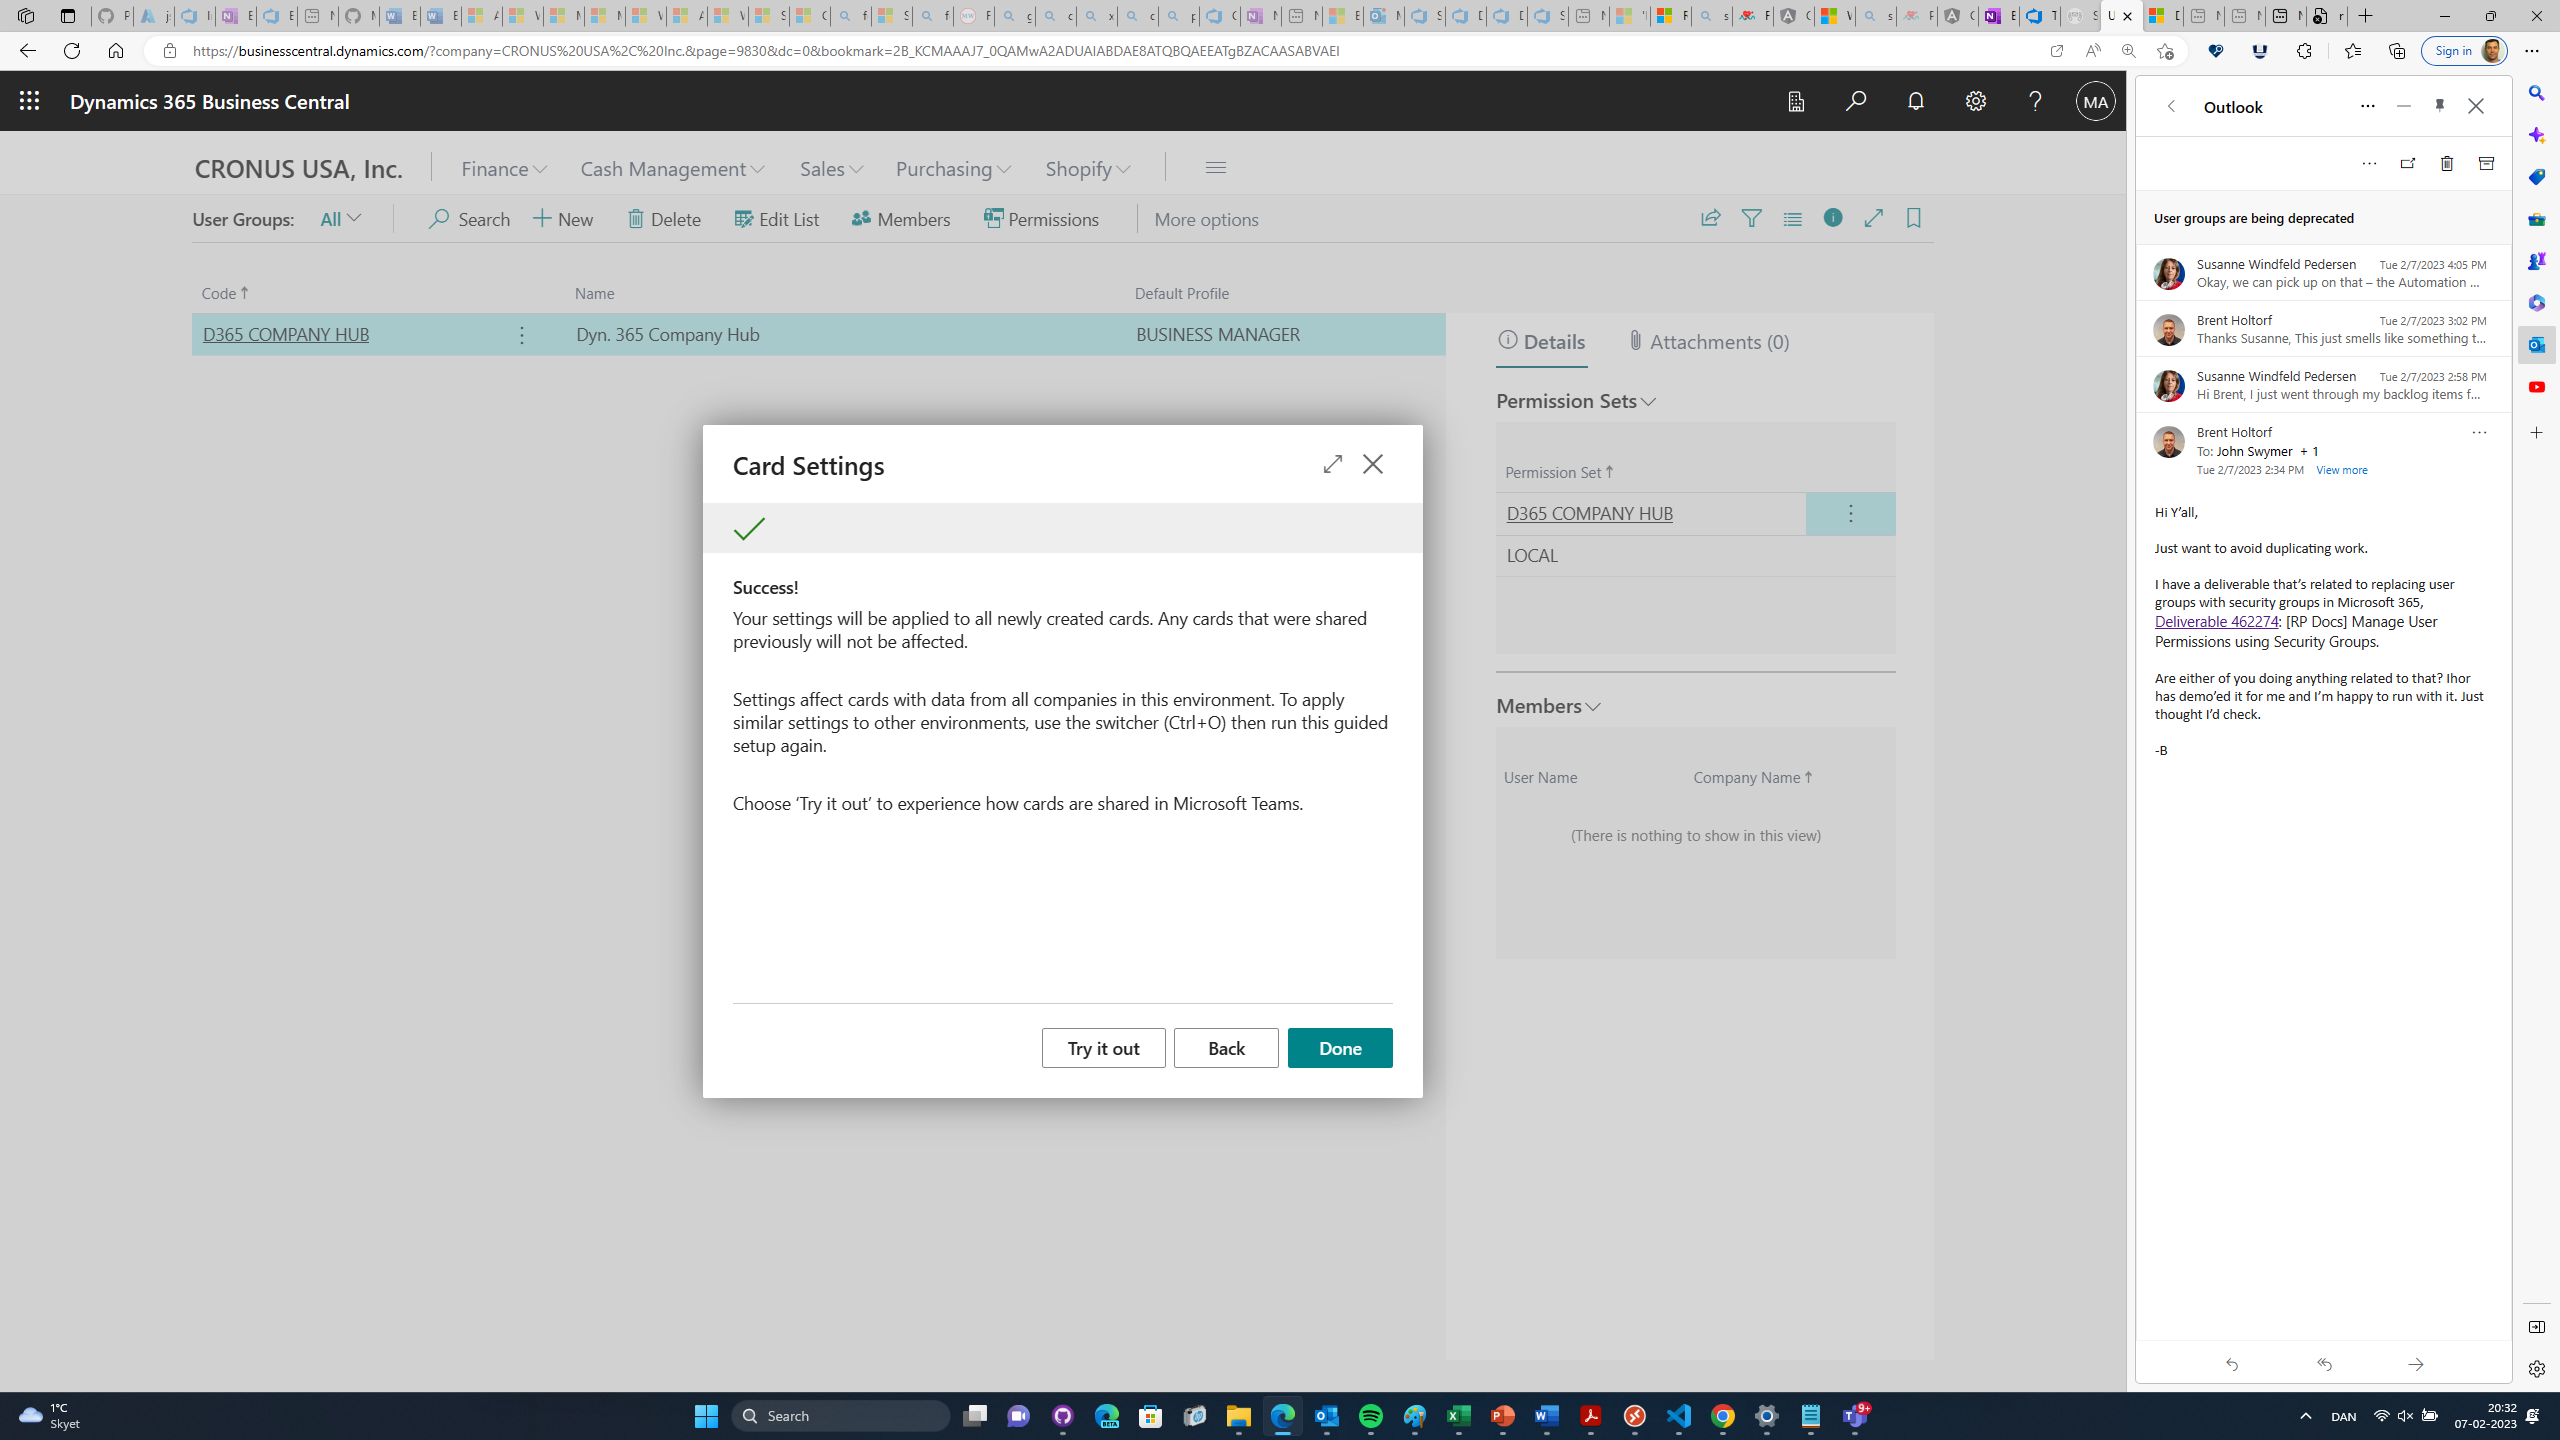 https://businesscentral.dynamics.com/?company=CRONUS%20USA%2C%20Inc.&page=9830&dc=0&bookmark=2B_KCMAAAJ7_0QAMwA2ADUAIABDAE8ATQBQAEEATgBZACAASABVAEI
Sign in
Dynamics 365 Business Central
MA
CRONUS USA, Inc.
Finance
Cash Management
Sales
Purchasing
Shopify
User Groups:
All
Search
New
Delete
Edit List
Members
Permissions
More options
Code
Name
Default Profile
D365 COMPANY HUB
Dyn. 365 Company Hub
BUSINESS MANAGER
Details
Attachments (0)
Permission Sets
Permission Set
D365 COMPANY HUB
LOCAL
Members
User Name
Company Name
(There is nothing to show in this view)
Card Settings
Success!
Your settings will be applied to all newly created cards. Any cards that were shared
previously will not be affected.
Settings affect cards with data from all companies in this environment. To apply
similar settings to other environments, use the switcher (Ctrl+O) then run this guided
setup again.
Choose ‘Try it out’ to experience how cards are shared in Microsoft Teams.
Try it out
Back
Done
Outlook
User groups are being deprecated
Susanne Windfeld Pedersen
Tue 2/7/2023 4:05 PM
Okay, we can pick up on that – the Automation ...
Brent Holtorf
Tue 2/7/2023 3:02 PM
Thanks Susanne, This just smells like something t...
Susanne Windfeld Pedersen
Tue 2/7/2023 2:58 PM
Hi Brent, I just went through my backlog items f...
Brent Holtorf
To: John Swymer + 1
Tue 2/7/2023 2:34 PM
View more
Hi Y’all,
Just want to avoid duplicating work.
I have a deliverable that’s related to replacing user
groups with security groups in Microsoft 365,
Deliverable 462274: [RP Docs] Manage User
Permissions using Security Groups.
Are either of you doing anything related to that? Ihor
has demo’ed it for me and I’m happy to run with it. Just
thought I’d check.
-B
1°C
Skyet
Search
9+
DAN
20:32
07-02-2023